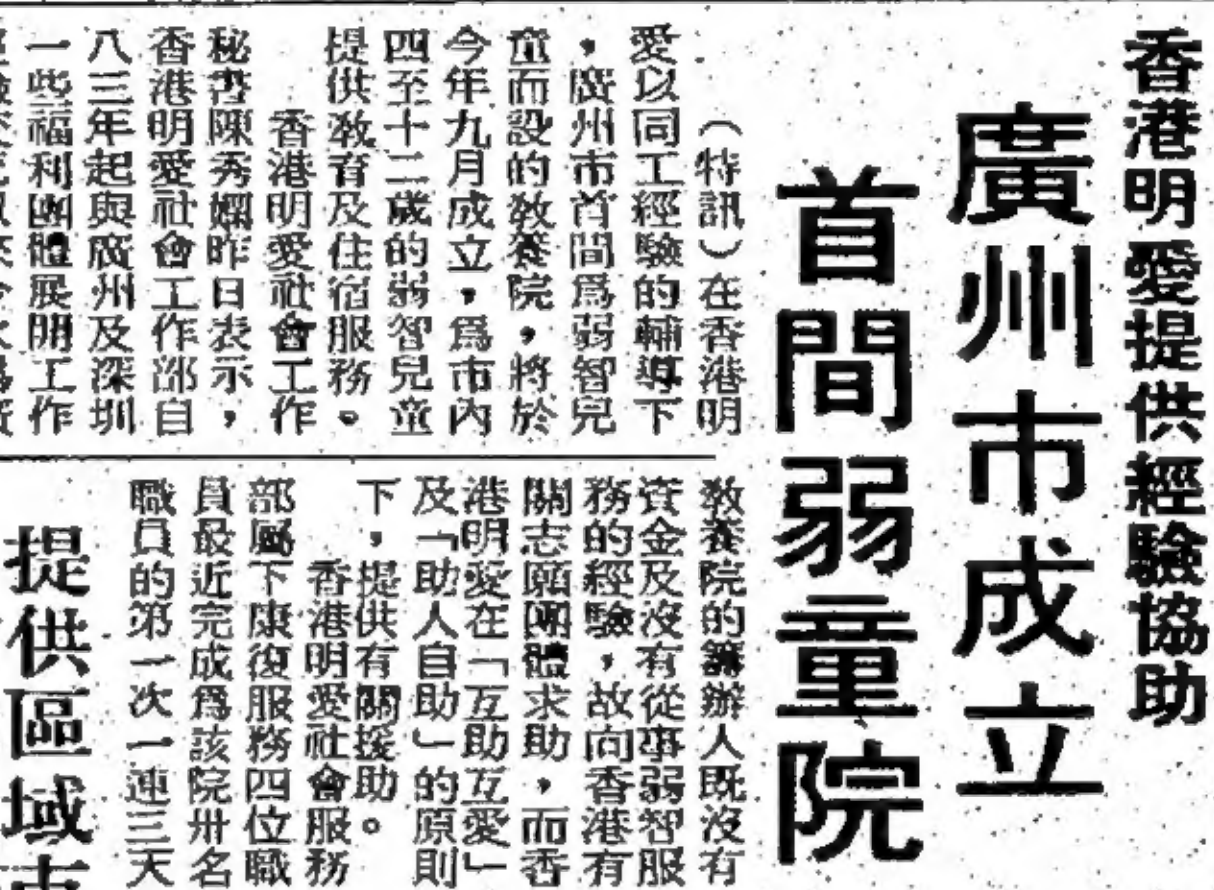 香港明愛提供經驗協助
廣州市成立
首間弱童院
（特訊）在香港明
愛以同工經驗的輔導下
，廣州市首間爲弱智兒
童而設的教養院，將於
今年九月成立，爲市內
四至十二歲的弱智兒童
提供教育及住宿服務。
香港明愛社會工作
秘書陳秀嫻昨日表示，
香港明愛社會工作部自
八三年起與廣州及深圳
一些福利團體展開工作
教養院的籌辦人既沒有
資金及沒有從事弱智服
務的經驗，故向香港有
關志願團體求助，而香
港明愛在「互助互愛」
及「助人自助」的原則
下，提供有關援助。
香港明愛社會服務
部屬下康復服務四位職
員最近完成爲該院卅名
職員的第一次一連三天
提供區域